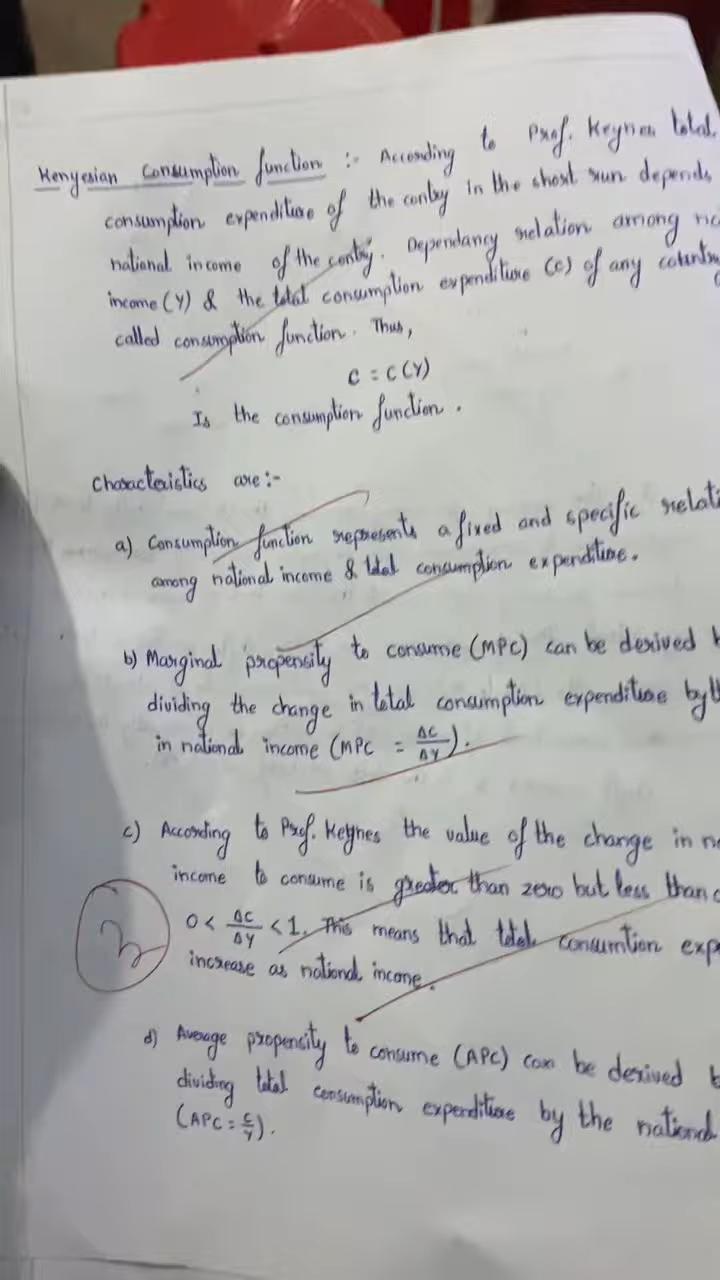 Kenyesian Consumption function :- According to Prof. Keynes total
consumption expenditure of the contry in the short run depends
national income of the contry. Dependancy relation among
income (Y) & the total consumption expenditure (C) of any
called consumption function. Thus,
C = C(Y)
Is the consumption function.
Characteristics are :-
a) Consumption function represents a fixed and specific
among national income & total consumption expenditure.
b) Marginal propensity to consume (MPC) can be derived
dividing the change in total consumption expenditure by
in national income (MPC = ΔC/ΔY).
c) According to Prof. Keynes the value of the change in
income to consume is greater than zero but less than
0 < ΔC/ΔY < 1. This means that total consumtion
increase as national income.
d) Average propensity to consume (APC) can be derived
dividing total consumption expenditure by the national
(APC = C/Y).